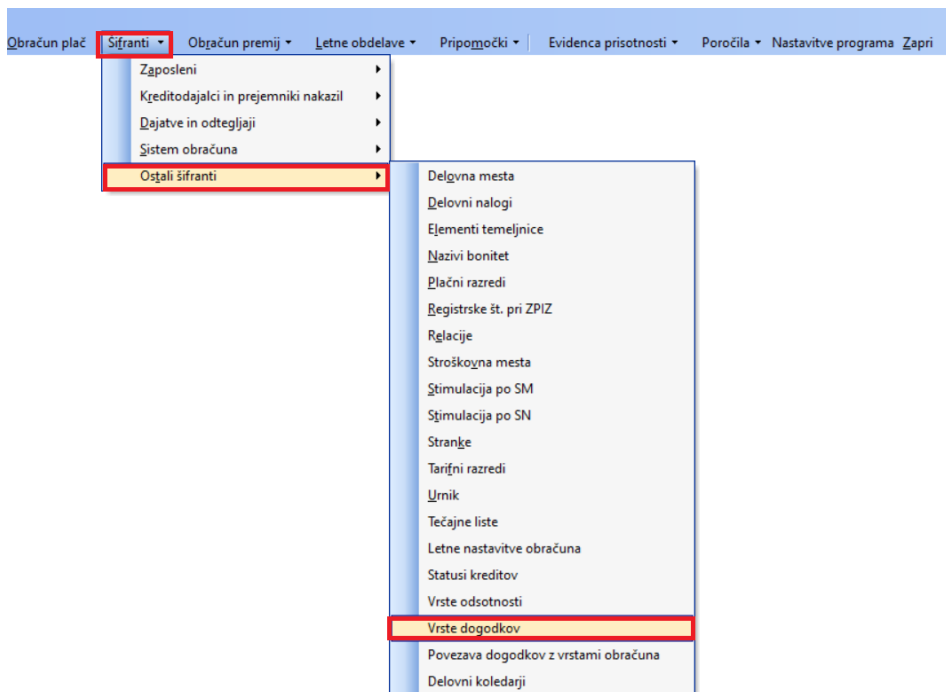 Obračun plač Šifranti Obračun premij Letne obdelave Pripomočki Evidenca prisotnosti Poročila Nastavitve programa Zapri
Zaposleni
Kreditodajalci in prejemniki nakazil
Dajatve in odtegljaji
Sistem obračuna
Ostali šifranti
Delovna mesta
Delovni nalogi
Elementi temeljnice
Nazivi bonitet
Plačni razredi
Registrske št. pri ZPIZ
Relacije
Stroškovna mesta
Stimulacija po SM
Stimulacija po SN
Stranke
Tarifni razredi
Urnik
Tečajne liste
Letne nastavitve obračuna
Statusi kreditov
Vrste odsotnosti
Vrste dogodkov
Povezava dogodkov z vrstami obračuna
Delovni koledarji